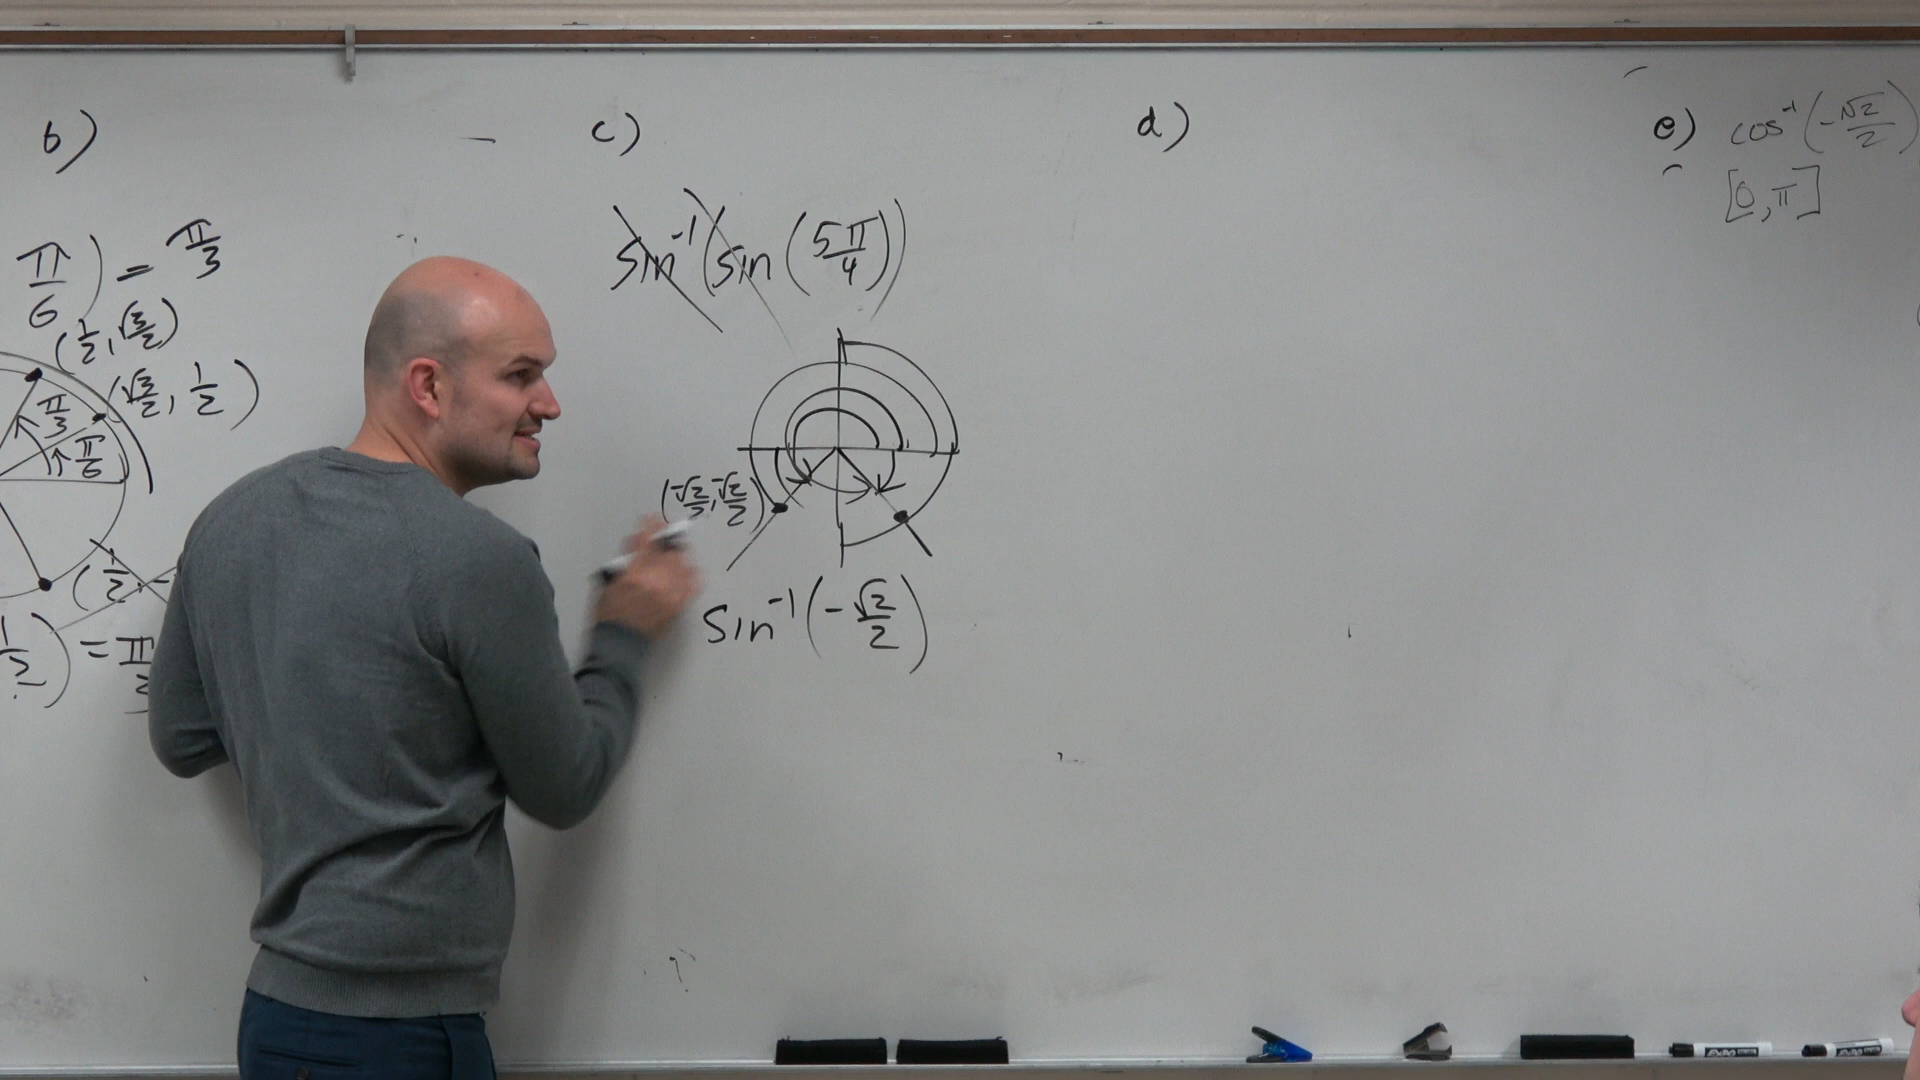 b)
π/6) = π/3
(1/2, √3/2)
(√3/2, 1/2)
π/3
π/6
c)
sin⁻¹(sin(5π/4))
(-√2/2, -√2/2)
sin⁻¹(-√2/2)
d)
e) cos⁻¹(-√2/2)
[0, π]